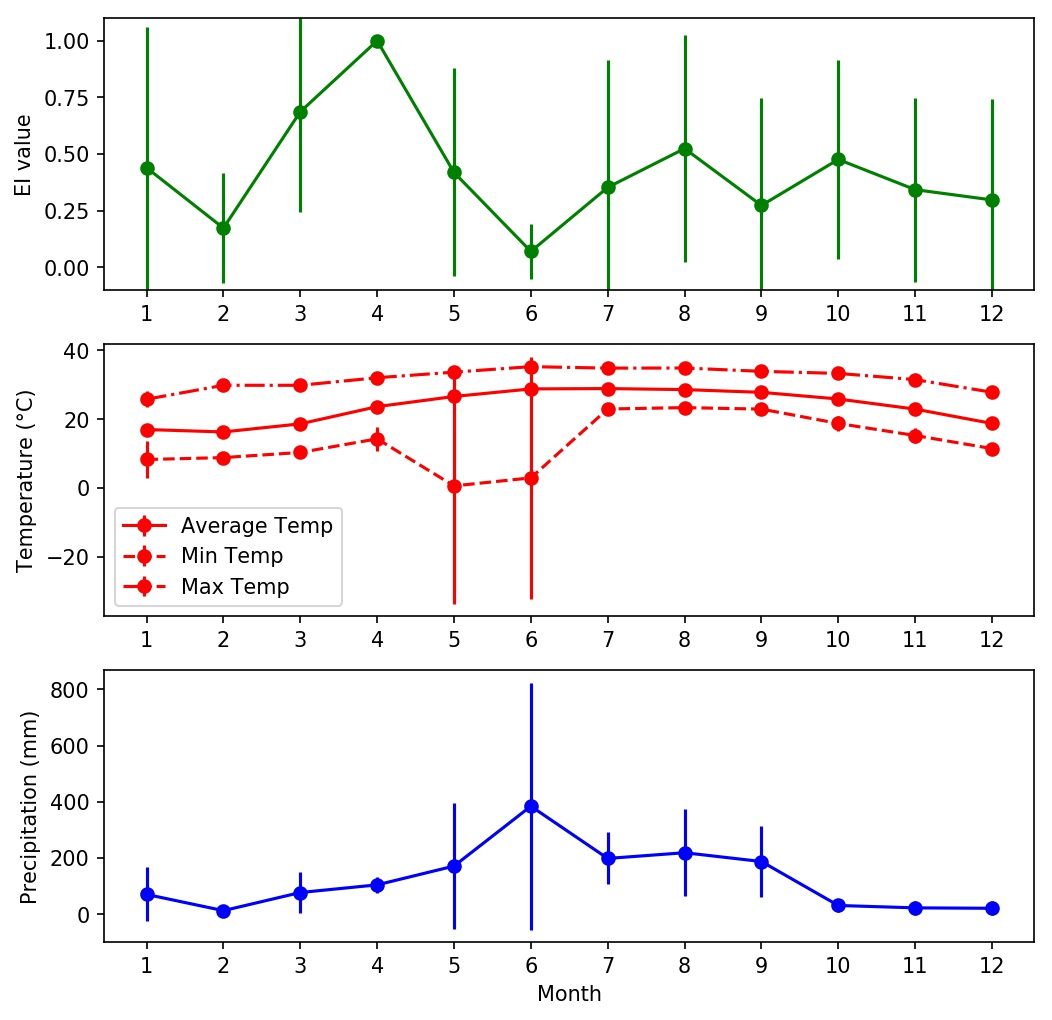 EI value
1.00
0.75
0.50
0.25
0.00
1 2 3 4 5 6 7 8 9 10 11 12
Temperature (°C)
40
20
0
−20
Average Temp
Min Temp
Max Temp
1 2 3 4 5 6 7 8 9 10 11 12
Precipitation (mm)
800
600
400
200
0
1 2 3 4 5 6 7 8 9 10 11 12
Month